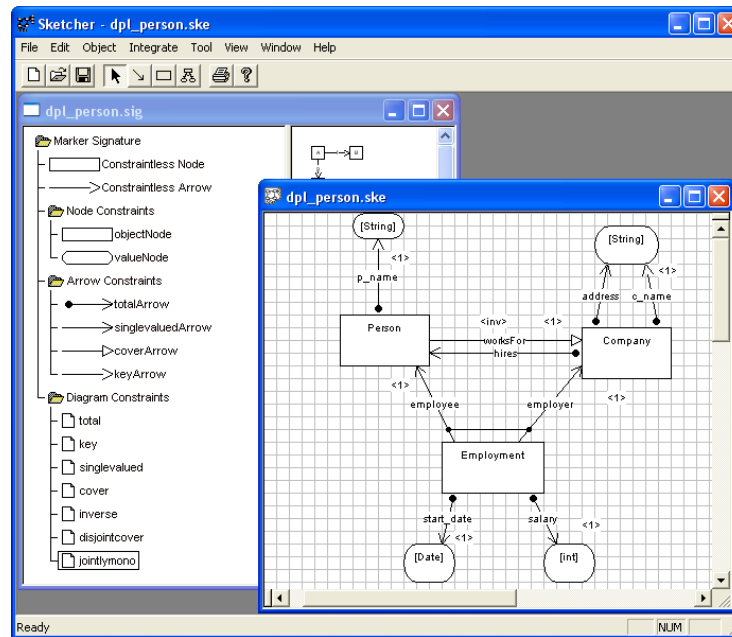 Sketcher - dpl_person.ske
File Edit Object Integrate Tool View Window Help
dpl_person.sig
Marker Signature
Constraintless Node
Constraintless Arrow
Node Constraints
objectNode
valueNode
Arrow Constraints
totalArrow
singlevaluedArrow
coverArrow
keyArrow
Diagram Constraints
total
key
singlevalued
cover
inverse
disjointcover
jointlymono
dpl_person.ske
[String]
<1>
p_name
[String]
<1>
address c_name
Person
<inv> <1>
worksFor
hires
Company
<1>
<1>
employee employer
Employment
start_date salary
<1>
<1>
[Date] [int]
Ready
NUM